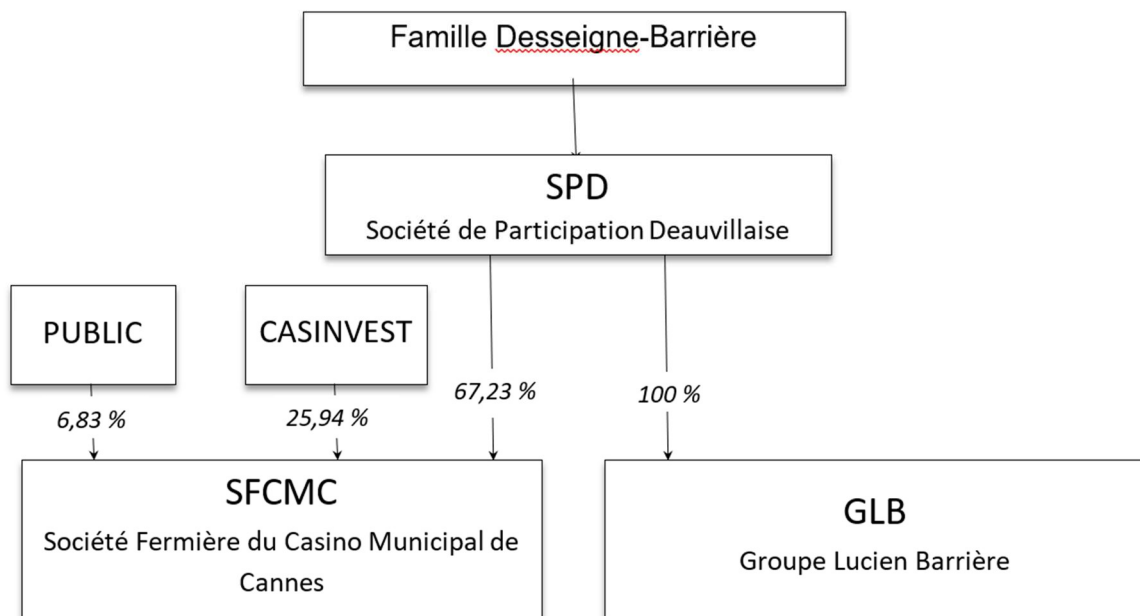 Famille Desseigne-Barrière
SPD
Société de Participation Deauvillaise
PUBLIC
CASINVEST
6,83 %
25,94 %
67,23 %
100 %
SFCMC
Société Fermière du Casino Municipal de
Cannes
GLB
Groupe Lucien Barrière